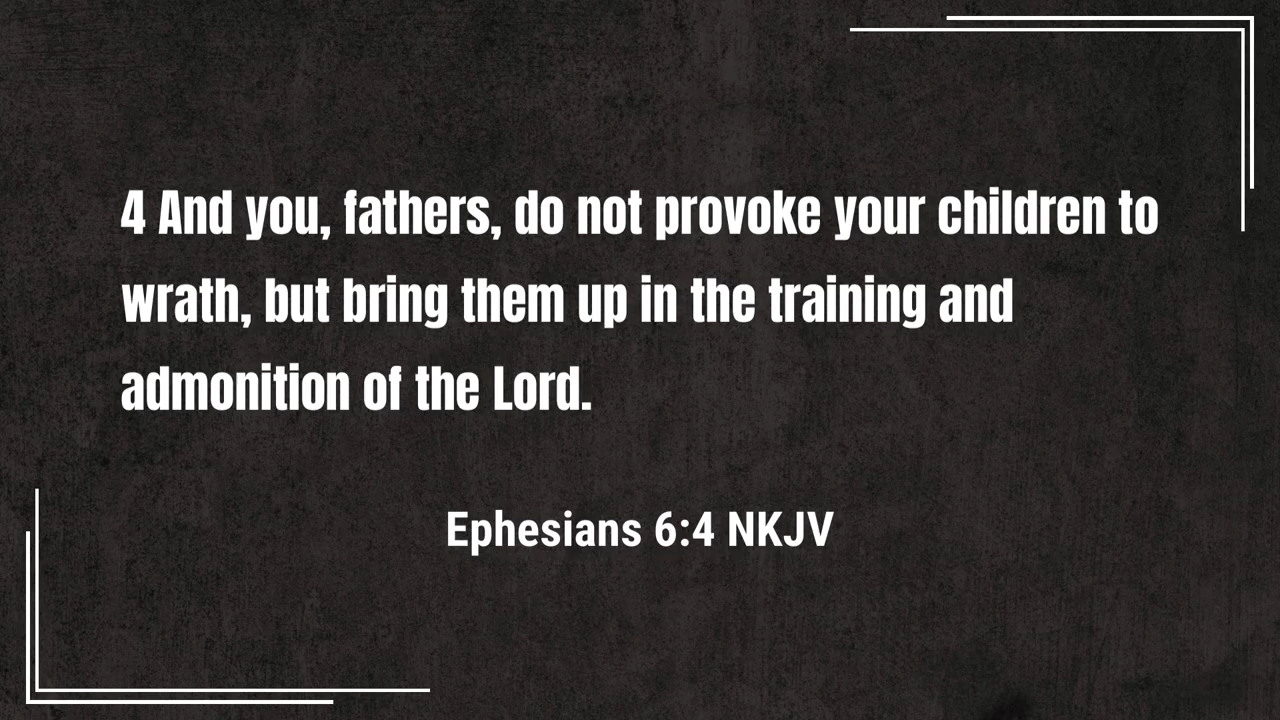 4 And you, fathers, do not provoke your children to
wrath, but bring them up in the training and
admonition of the Lord.
Ephesians 6:4 NKJV